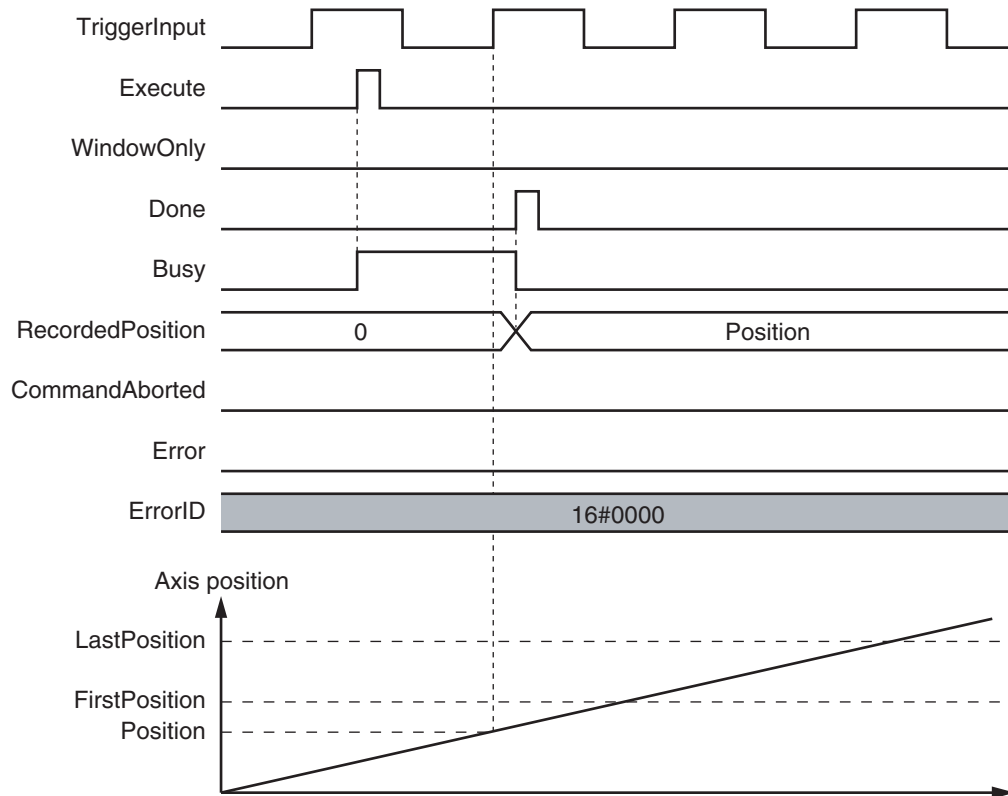 TriggerInput
Execute
WindowOnly
Done
Busy
RecordedPosition
0
Position
CommandAborted
Error
ErrorID
16#0000
Axis position
LastPosition
FirstPosition
Position